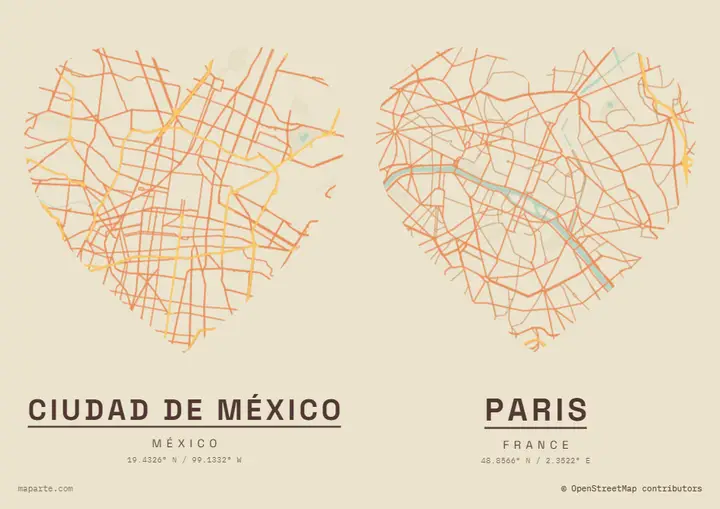 CIUDAD DE MÉXICO
MÉXICO
19.4326° N / 99.1332° W
PARIS
FRANCE
48.8566° N / 2.3522° E
maparte.com
© OpenStreetMap contributors